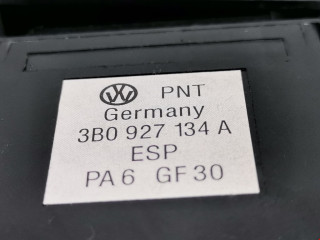 PNT
Germany
3B0 927 134 A
ESP
PA6 GF30